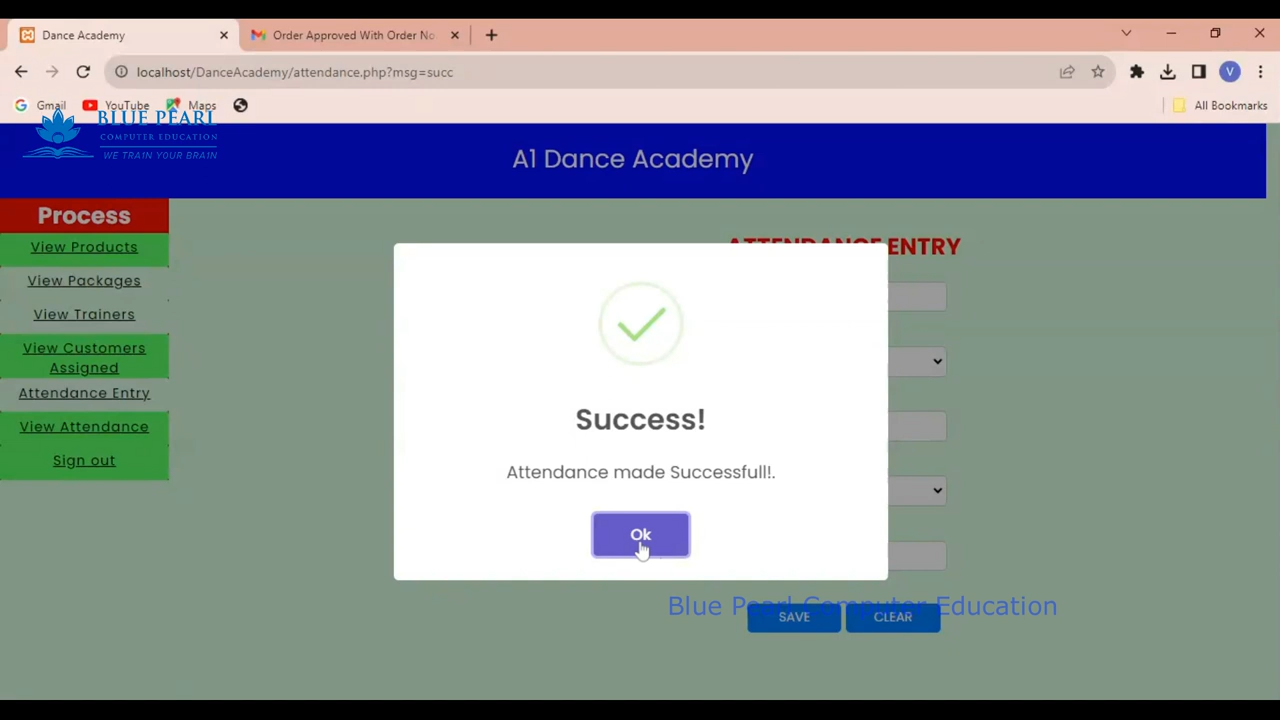 Dance Academy
Order Approved With Order No
localhost/DanceAcademy/attendance.php?msg=succ
V
Gmail
YouTube
Maps
All Bookmarks
BLUE PEARL
COMPUTER EDUCATION
WE TRAIN YOUR BRAIN
A1 Dance Academy
Process
View Products
View Packages
View Trainers
View Customers
Assigned
Attendance Entry
View Attendance
Sign out
ATTENDANCE ENTRY
Success!
Attendance made Successfull!.
Ok
Blue Pearl Computer Education
SAVE
CLEAR